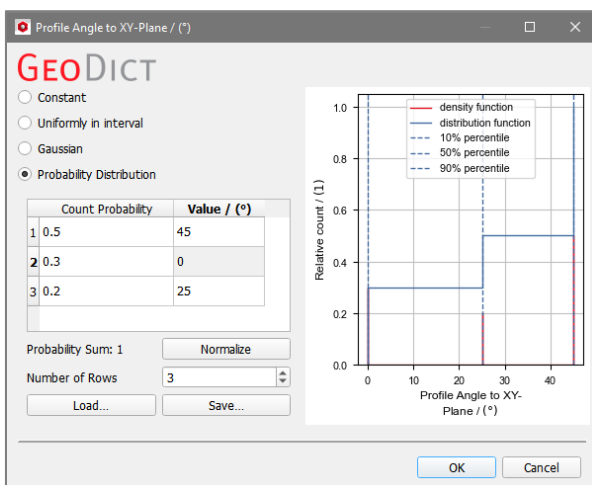 Profile Angle to XY-Plane / (°)
GEODICT
Constant
Uniformly in interval
Gaussian
Probability Distribution
Count Probability Value / (°)
1 0.5 45
2 0.3 0
3 0.2 25
Probability Sum: 1 Normalize
Number of Rows 3
Load... Save...
density function
distribution function
10% percentile
50% percentile
90% percentile
Relative count / (1)
1.0
0.8
0.6
0.4
0.2
0.0
0 10 20 30 40
Profile Angle to XY-
Plane / (°)
OK Cancel